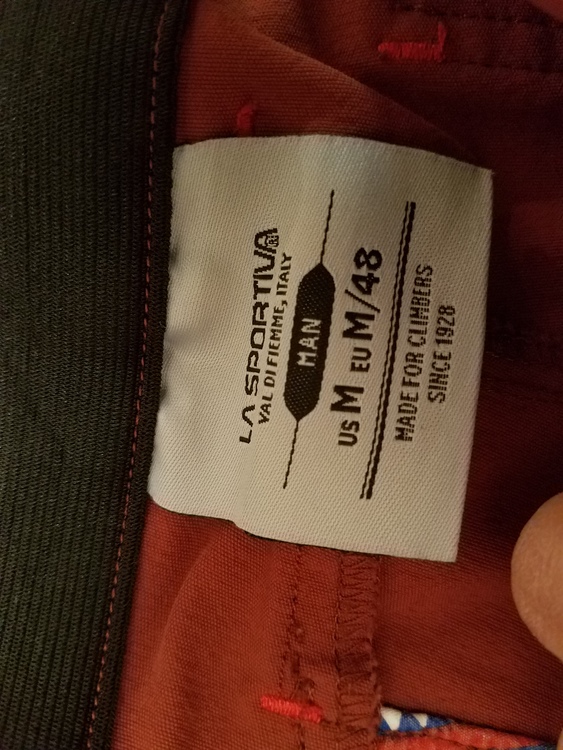 LA SPORTIVA®
VAL DI FIEMME, ITALY
MAN
US M EU M/48
MADE FOR CLIMBERS
SINCE 1928